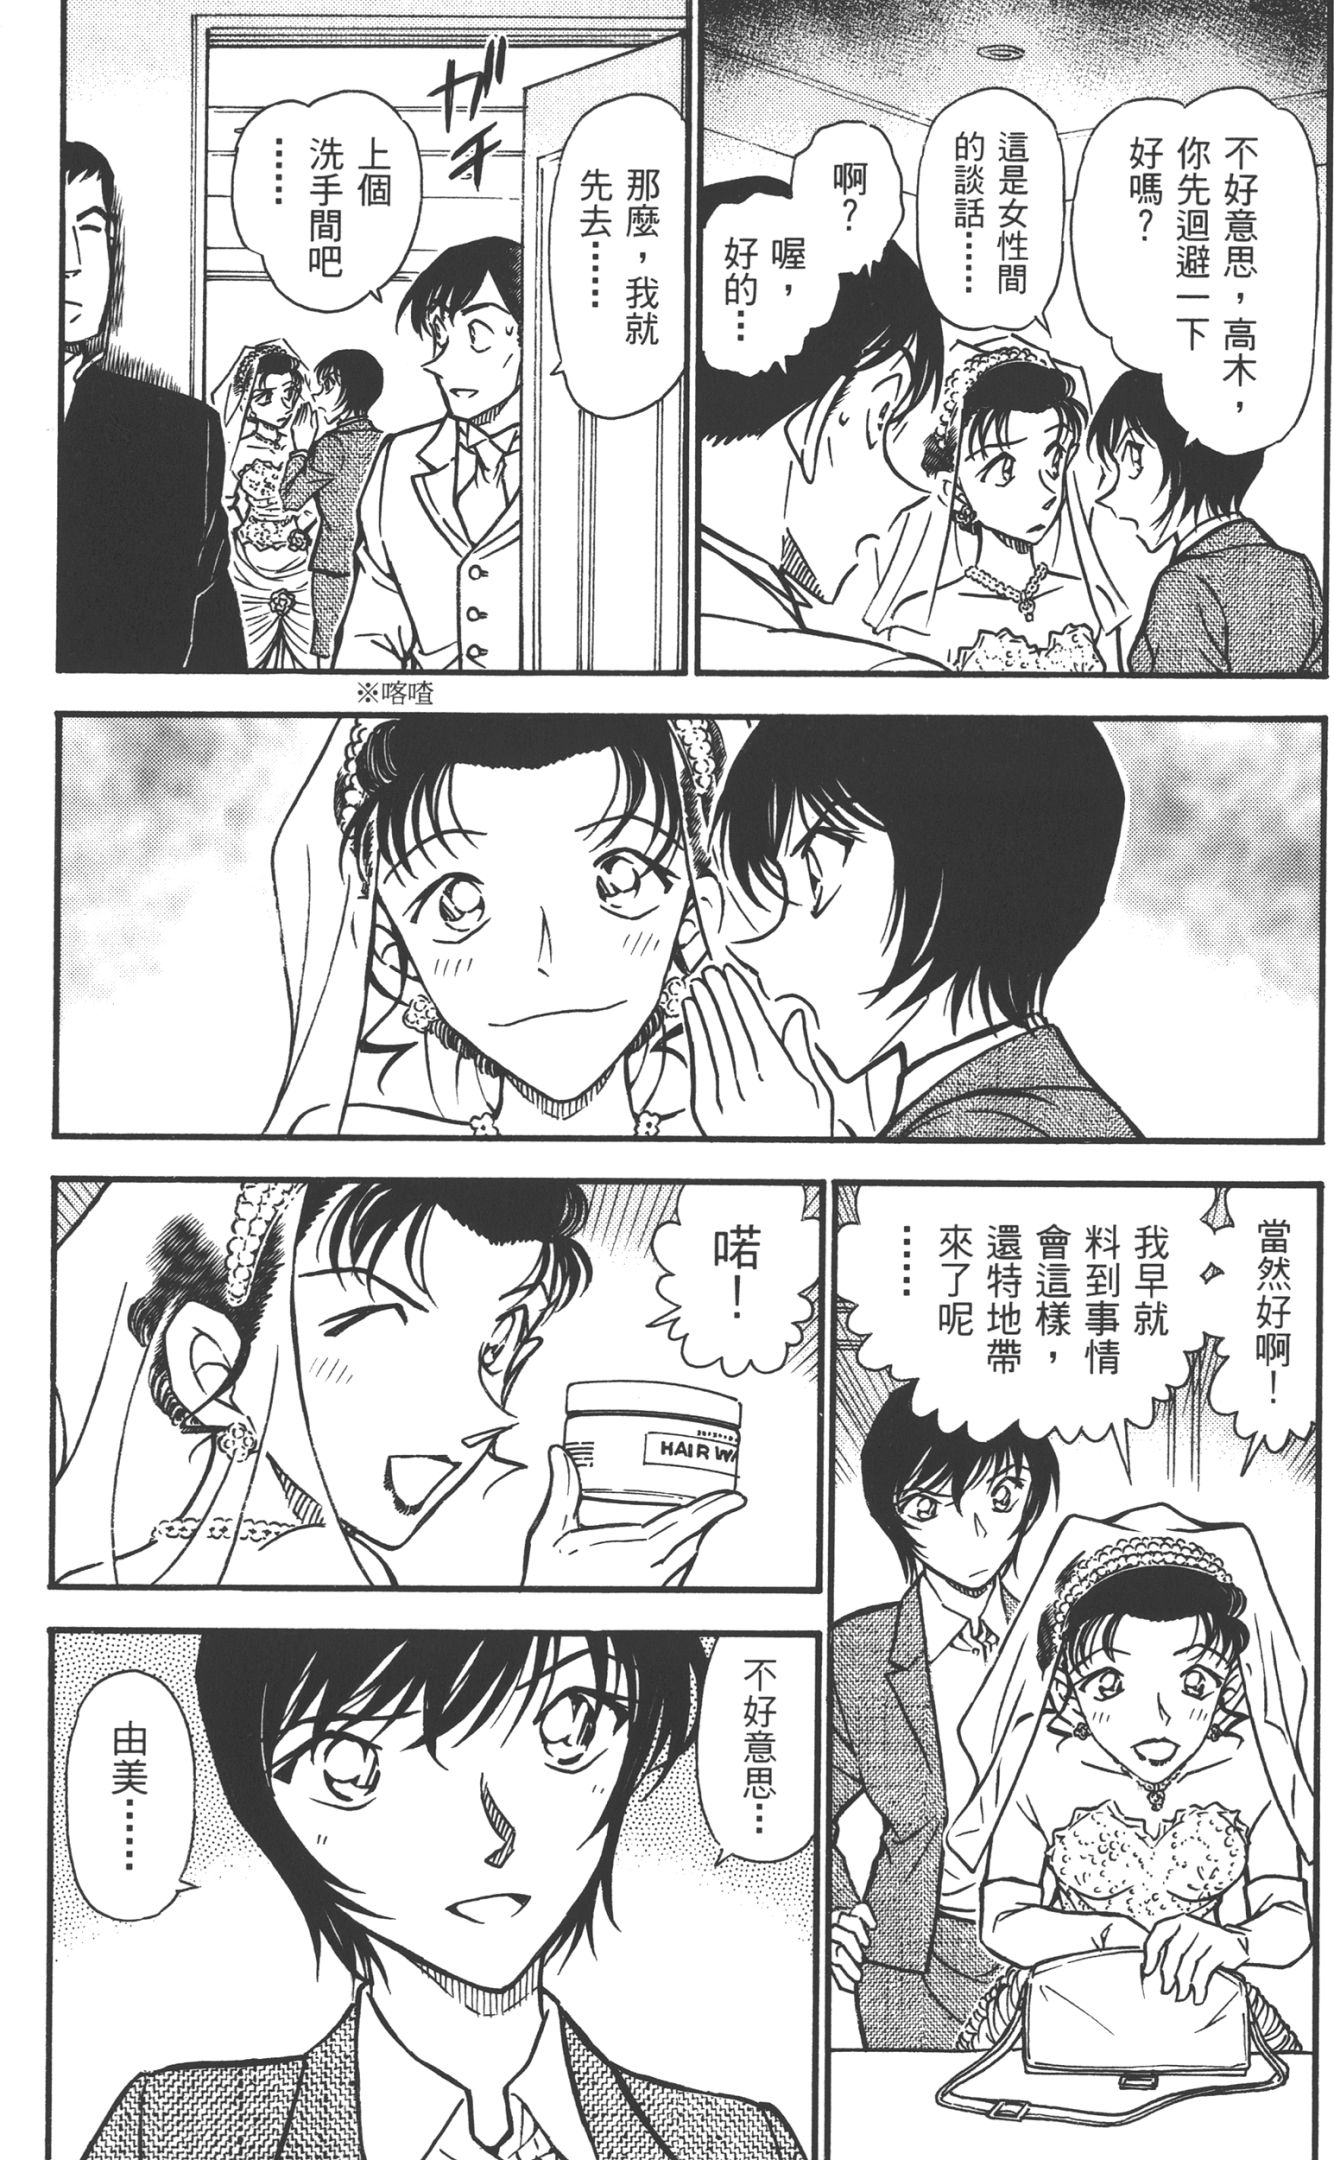 不好意思，高木，
你先迴避一下
好嗎？
這是女性間
的談話……
啊？
喔，
好的…
那麼，我就
先去……
上個
洗手間吧
……
ガチ
※喀喳
當然好啊！
我早就
料到事情
會這樣，
還特地帶
來了呢
……
喏！
HAIR WA
不好意思…
由美……